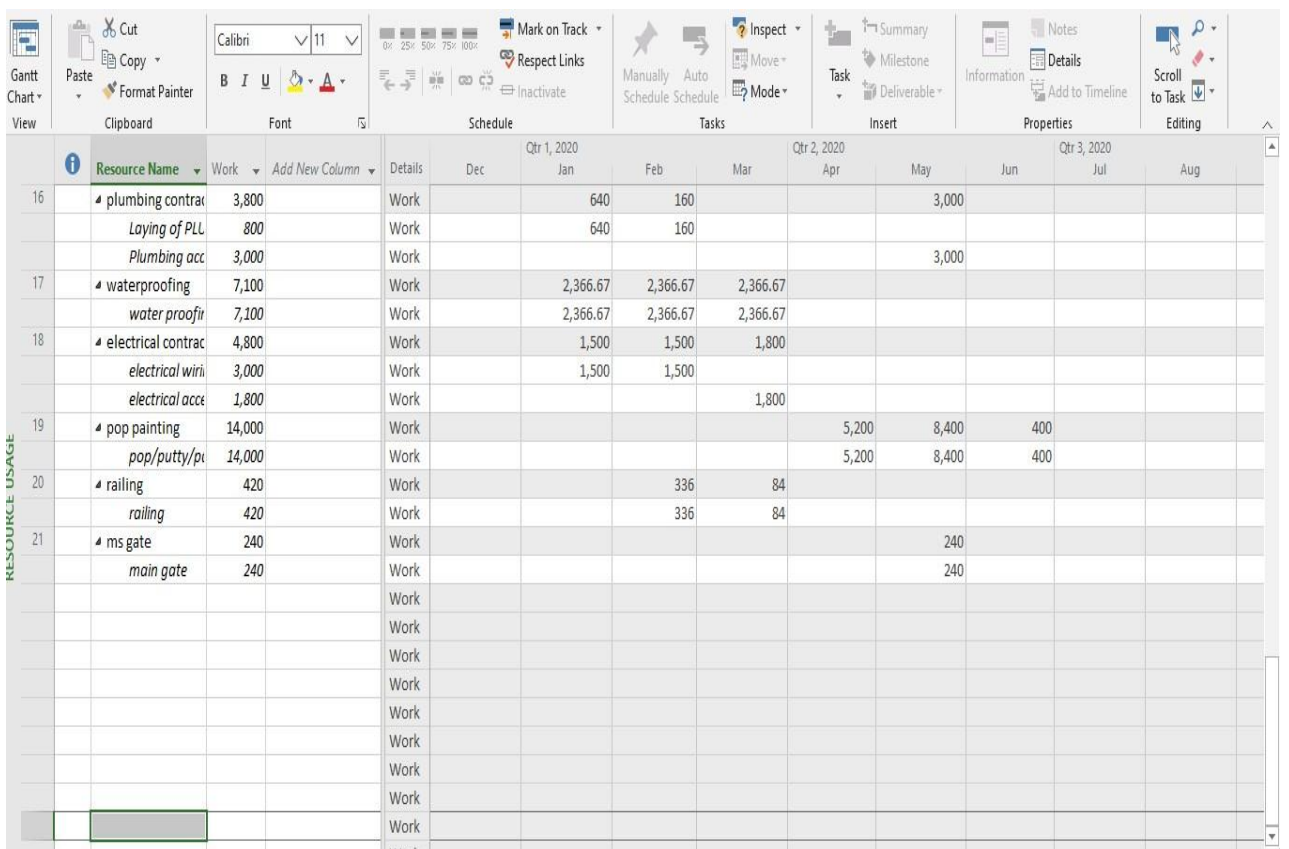 Cut
Calibri 11
0× 25× 50× 75× 100×
Mark on Track
Inspect
Summary
Notes
Copy
Respect Links
Move
Milestone
Details
Gantt Chart
Paste
Format Painter
B I U A
Inactivate
Manually Schedule
Auto Schedule
Mode
Task
Deliverable
Information
Add to Timeline
Scroll to Task
View Clipboard Font Schedule Tasks Insert Properties Editing
Qtr 1, 2020 Qtr 2, 2020 Qtr 3, 2020
Resource Name Work Add New Column Details Dec Jan Feb Mar Apr May Jun Jul Aug
16 plumbing contrac 3,800 Work 640 160 3,000
Laying of PLU 800 Work 640 160
Plumbing acc 3,000 Work 3,000
17 waterproofing 7,100 Work 2,366.67 2,366.67 2,366.67
water proofin 7,100 Work 2,366.67 2,366.67 2,366.67
18 electrical contrac 4,800 Work 1,500 1,500 1,800
electrical wiri 3,000 Work 1,500 1,500
electrical acce 1,800 Work 1,800
19 pop painting 14,000 Work 5,200 8,400 400
pop/putty/p 14,000 Work 5,200 8,400 400
20 railing 420 Work 336 84
railing 420 Work 336 84
21 ms gate 240 Work 240
main gate 240 Work 240
Work
Work
Work
Work
Work
Work
Work
Work
Work
RESOURCE USAGE